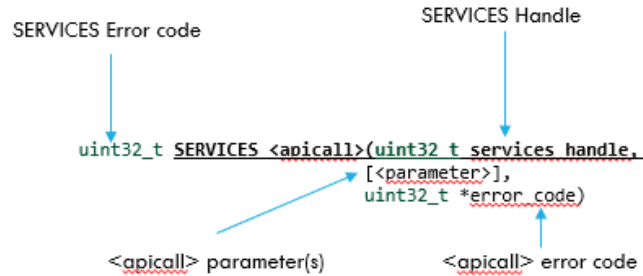 SERVICES Handle
SERVICES Error code
uint32_t SERVICES <apicall>(uint32_t services_handle,
[<parameter>],
uint32_t *error_code)
<apicall> parameter(s)
<apicall> error code